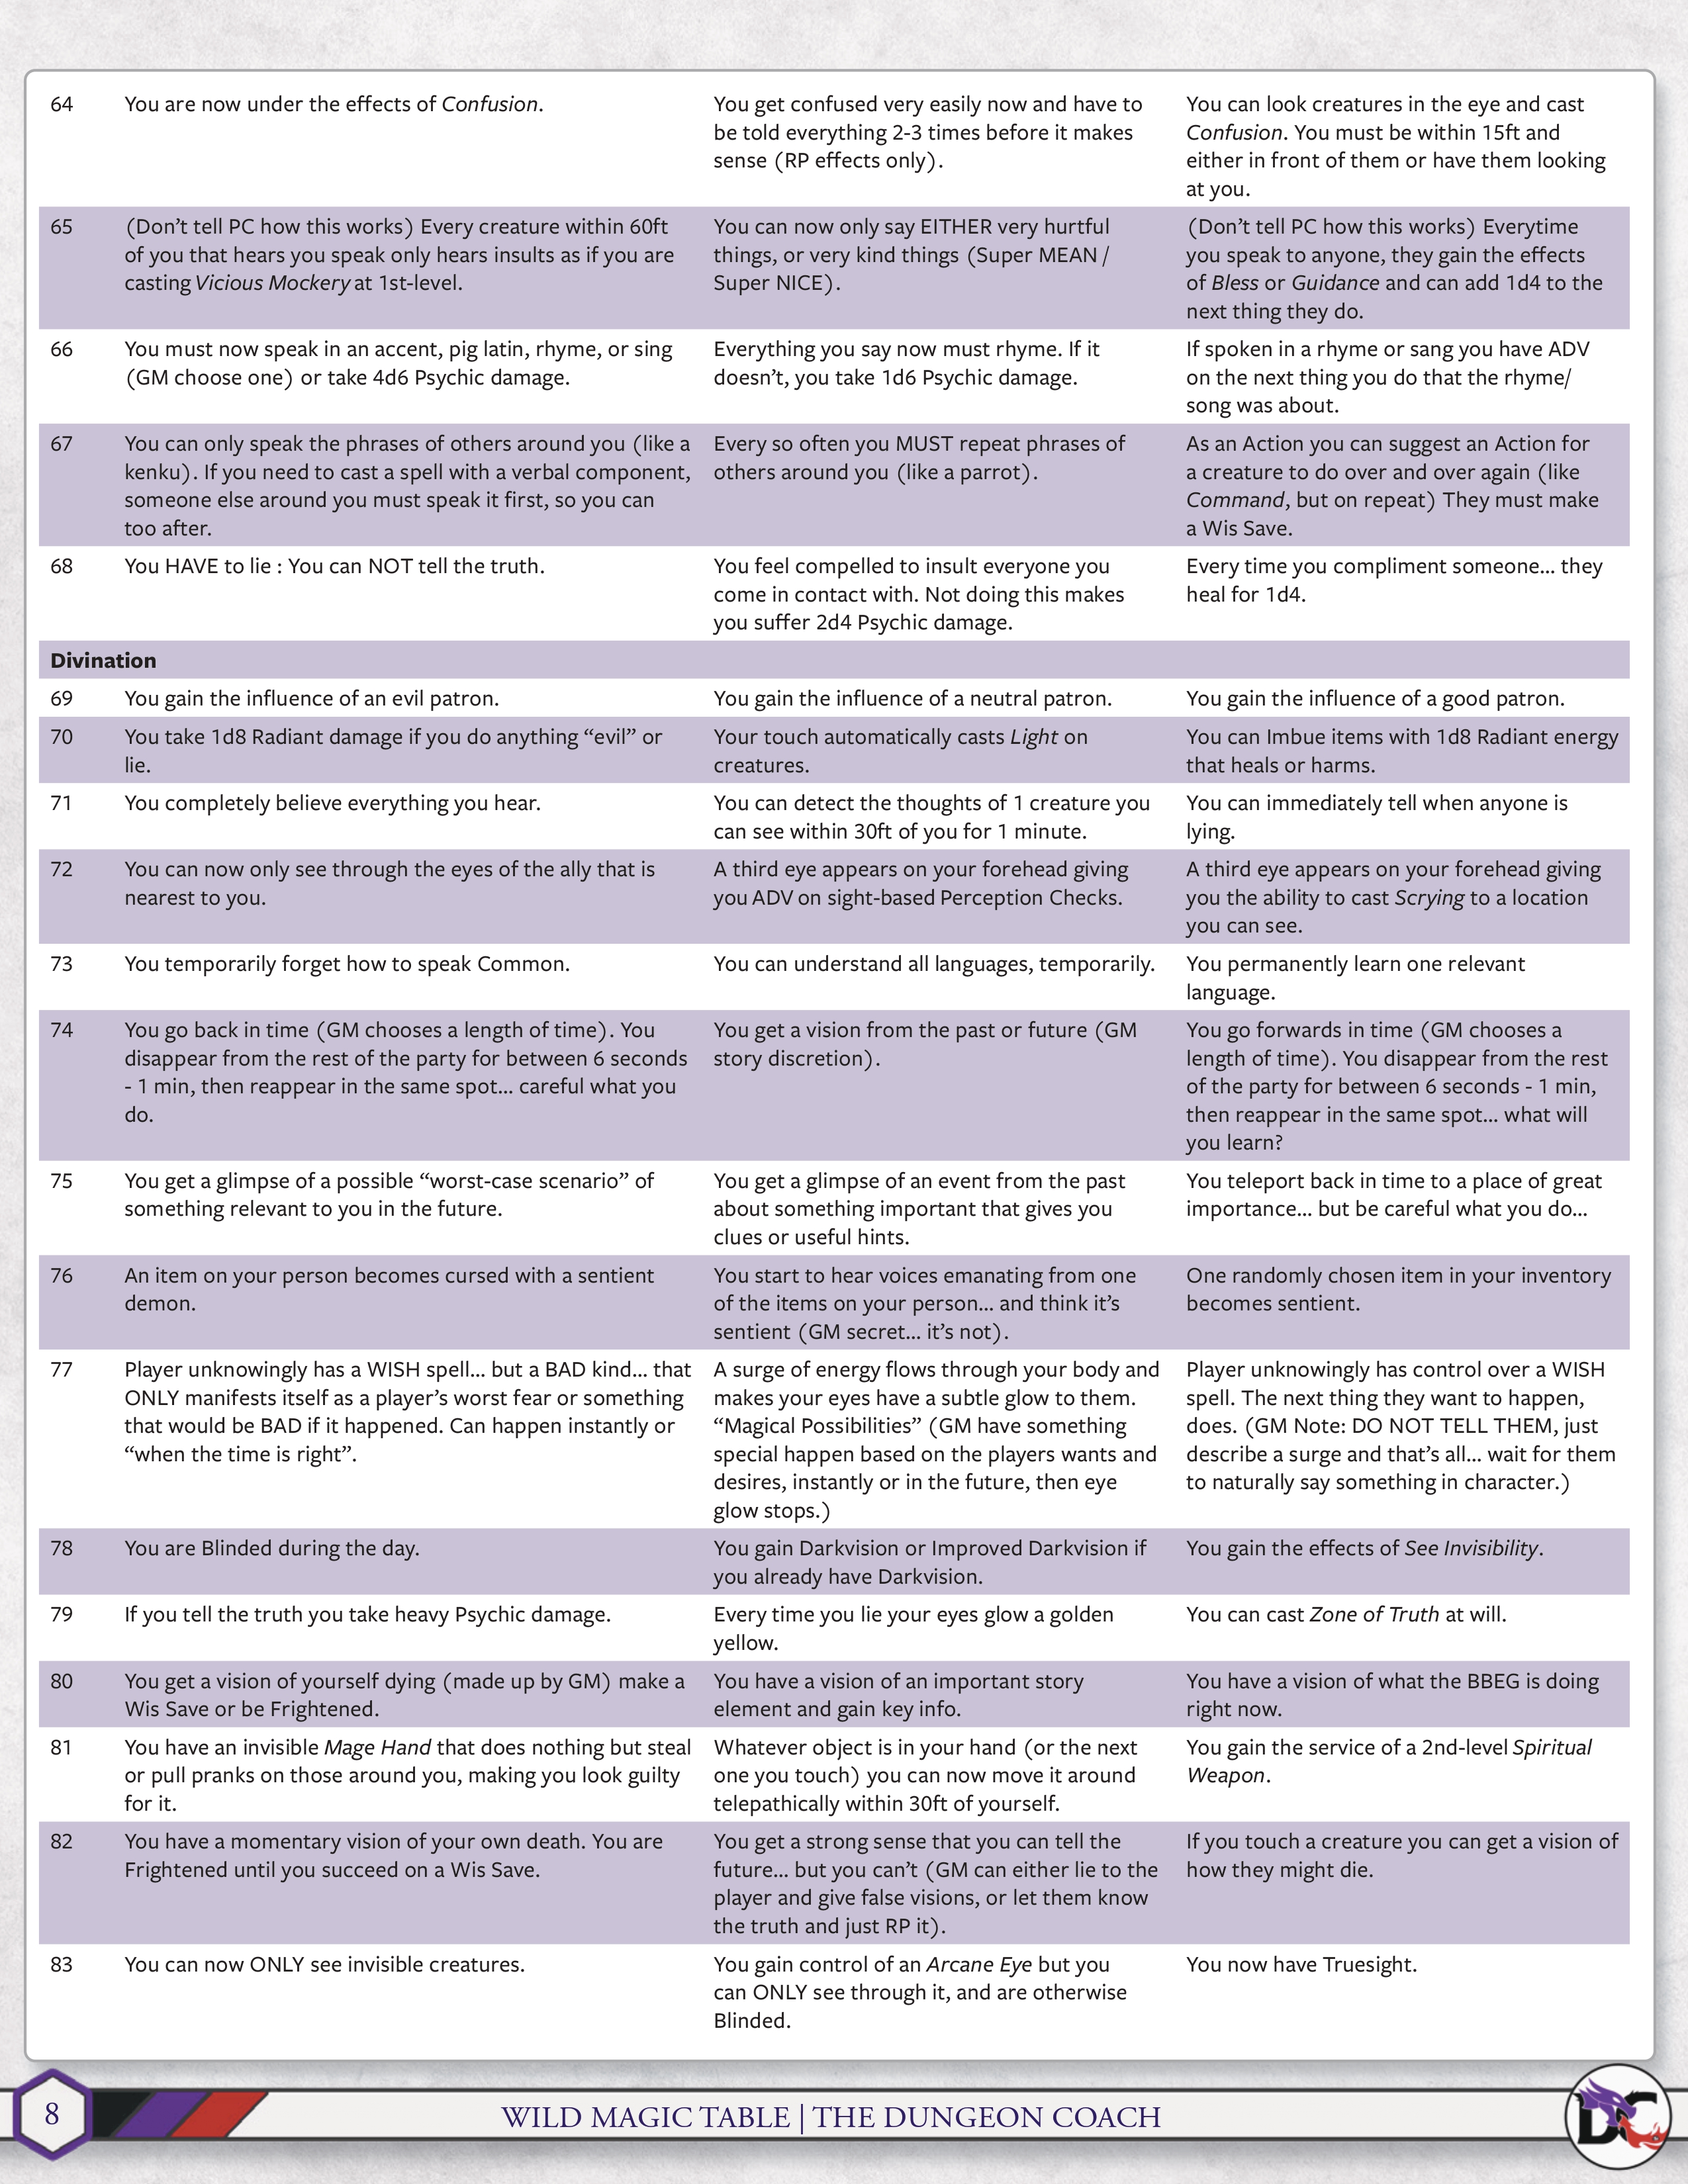 64
You are now under the effects of Confusion.
You get confused very easily now and have to
be told everything 2-3 times before it makes
sense (RP effects only).
You can look creatures in the eye and cast
Confusion. You must be within 15ft and
either in front of them or have them looking
at you.
65
(Don’t tell PC how this works) Every creature within 60ft
of you that hears you speak only hears insults as if you are
casting Vicious Mockery at 1st-level.
You can now only say EITHER very hurtful
things, or very kind things (Super MEAN /
Super NICE).
(Don’t tell PC how this works) Everytime
you speak to anyone, they gain the effects
of Bless or Guidance and can add 1d4 to the
next thing they do.
66
You must now speak in an accent, pig latin, rhyme, or sing
(GM choose one) or take 4d6 Psychic damage.
Everything you say now must rhyme. If it
doesn’t, you take 1d6 Psychic damage.
If spoken in a rhyme or sang you have ADV
on the next thing you do that the rhyme/
song was about.
67
You can only speak the phrases of others around you (like a
kenku). If you need to cast a spell with a verbal component,
someone else around you must speak it first, so you can
too after.
Every so often you MUST repeat phrases of
others around you (like a parrot).
As an Action you can suggest an Action for
a creature to do over and over again (like
Command, but on repeat) They must make
a Wis Save.
68
You HAVE to lie : You can NOT tell the truth.
You feel compelled to insult everyone you
come in contact with. Not doing this makes
you suffer 2d4 Psychic damage.
Every time you compliment someone... they
heal for 1d4.
Divination
69
You gain the influence of an evil patron.
You gain the influence of a neutral patron.
You gain the influence of a good patron.
70
You take 1d8 Radiant damage if you do anything “evil” or
lie.
Your touch automatically casts Light on
creatures.
You can Imbue items with 1d8 Radiant energy
that heals or harms.
71
You completely believe everything you hear.
You can detect the thoughts of 1 creature you
can see within 30ft of you for 1 minute.
You can immediately tell when anyone is
lying.
72
You can now only see through the eyes of the ally that is
nearest to you.
A third eye appears on your forehead giving
you ADV on sight-based Perception Checks.
A third eye appears on your forehead giving
you the ability to cast Scrying to a location
you can see.
73
You temporarily forget how to speak Common.
You can understand all languages, temporarily.
You permanently learn one relevant
language.
74
You go back in time (GM chooses a length of time). You
disappear from the rest of the party for between 6 seconds
- 1 min, then reappear in the same spot... careful what you
do.
You get a vision from the past or future (GM
story discretion).
You go forwards in time (GM chooses a
length of time). You disappear from the rest
of the party for between 6 seconds - 1 min,
then reappear in the same spot... what will
you learn?
75
You get a glimpse of a possible “worst-case scenario” of
something relevant to you in the future.
You get a glimpse of an event from the past
about something important that gives you
clues or useful hints.
You teleport back in time to a place of great
importance... but be careful what you do...
76
An item on your person becomes cursed with a sentient
demon.
You start to hear voices emanating from one
of the items on your person... and think it’s
sentient (GM secret... it’s not).
One randomly chosen item in your inventory
becomes sentient.
77
Player unknowingly has a WISH spell... but a BAD kind... that
ONLY manifests itself as a player’s worst fear or something
that would be BAD if it happened. Can happen instantly or
“when the time is right”.
A surge of energy flows through your body and
makes your eyes have a subtle glow to them.
“Magical Possibilities” (GM have something
special happen based on the players wants and
desires, instantly or in the future, then eye
glow stops.)
Player unknowingly has control over a WISH
spell. The next thing they want to happen,
does. (GM Note: DO NOT TELL THEM, just
describe a surge and that’s all... wait for them
to naturally say something in character.)
78
You are Blinded during the day.
You gain Darkvision or Improved Darkvision if
you already have Darkvision.
You gain the effects of See Invisibility.
79
If you tell the truth you take heavy Psychic damage.
Every time you lie your eyes glow a golden
yellow.
You can cast Zone of Truth at will.
80
You get a vision of yourself dying (made up by GM) make a
Wis Save or be Frightened.
You have a vision of an important story
element and gain key info.
You have a vision of what the BBEG is doing
right now.
81
You have an invisible Mage Hand that does nothing but steal
or pull pranks on those around you, making you look guilty
for it.
Whatever object is in your hand (or the next
one you touch) you can now move it around
telepathically within 30ft of yourself.
You gain the service of a 2nd-level Spiritual
Weapon.
82
You have a momentary vision of your own death. You are
Frightened until you succeed on a Wis Save.
You get a strong sense that you can tell the
future... but you can’t (GM can either lie to the
player and give false visions, or let them know
the truth and just RP it).
If you touch a creature you can get a vision of
how they might die.
83
You can now ONLY see invisible creatures.
You gain control of an Arcane Eye but you
can ONLY see through it, and are otherwise
Blinded.
You now have Truesight.
8
WILD MAGIC TABLE | THE DUNGEON COACH
DC